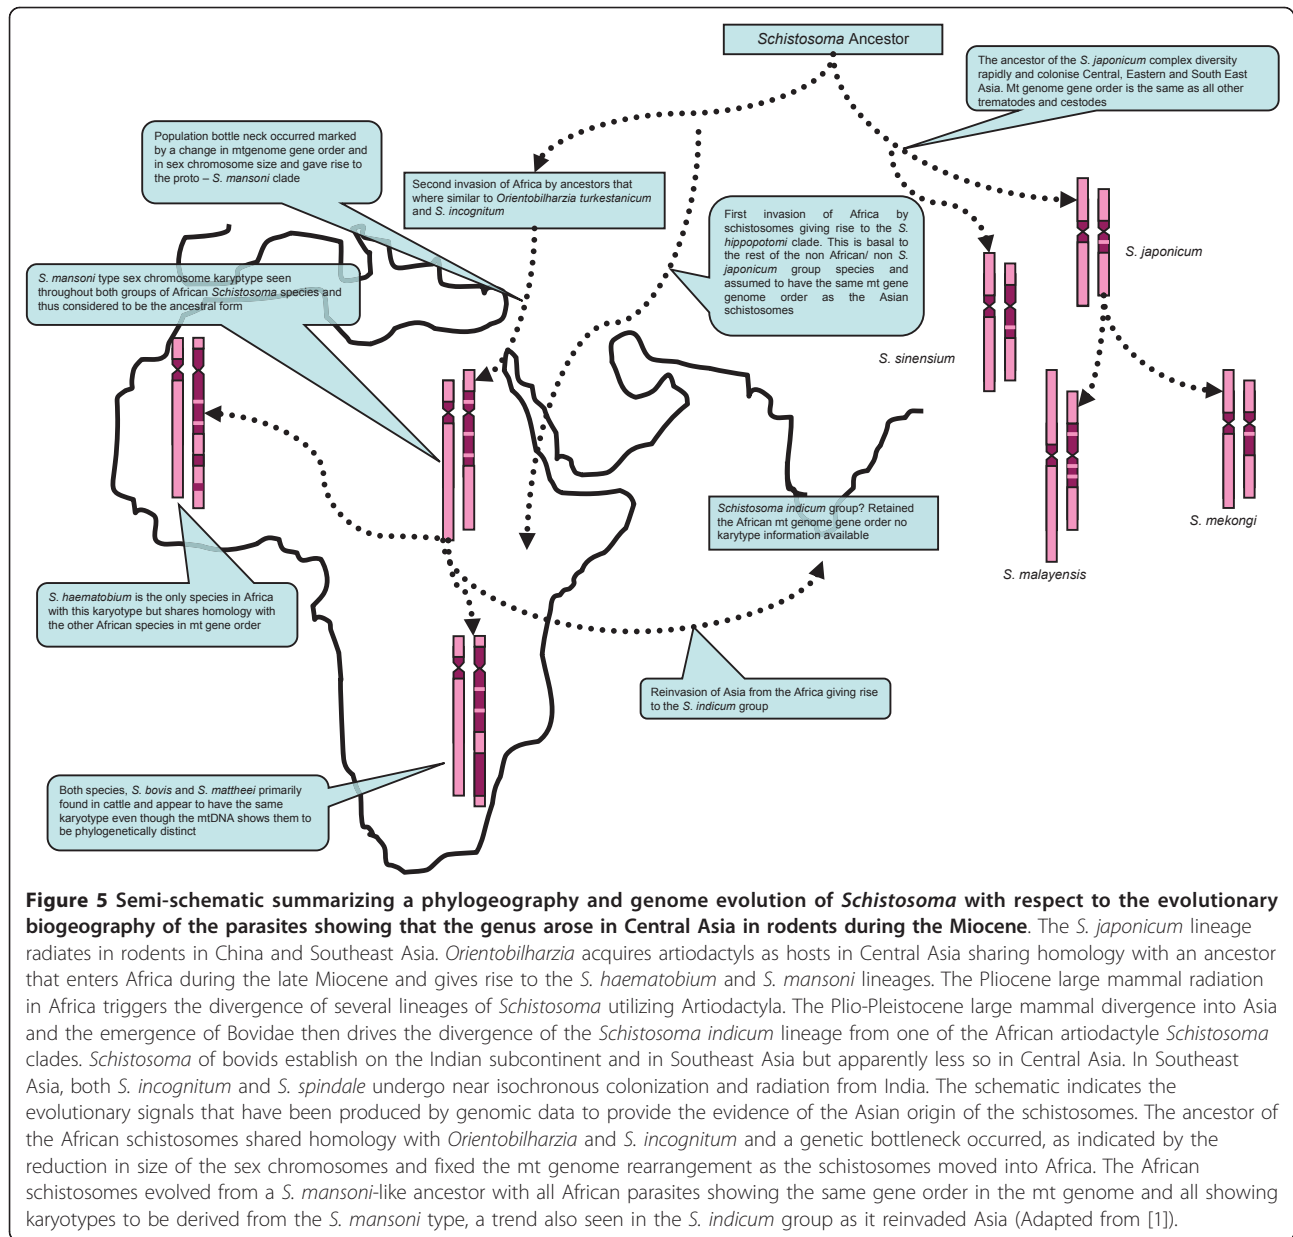 Schistosoma Ancestor
The ancestor of the S. japonicum complex diversity
rapidly and colonise Central, Eastern and South East
Asia. Mt genome gene order is the same as all other
trematodes and cestodes
Population bottle neck occurred marked
by a change in mtgenome gene order and
in sex chromosome size and gave rise to
the proto – S. mansoni clade
Second invasion of Africa by ancestors that
where similar to Orientobilharzia turkestanicum
and S. incognitum
First invasion of Africa by
schistosomes giving rise to the S.
hippopotomi clade. This is basal to
the rest of the non African/ non S.
japonicum group species and
assumed to have the same mt gene
genome order as the Asian
schistosomes
S. mansoni type sex chromosome karyptype seen
throughout both groups of African Schistosoma species and
thus considered to be the ancestral form
S. japonicum
S. sinensium
S. mekongi
S. malayensis
Schistosoma indicum group? Retained
the African mt genome gene order no
karytype information available
S. haematobium is the only species in Africa
with this karyotype but shares homology with
the other African species in mt gene order
Reinvasion of Asia from the Africa giving rise
to the S. indicum group
Both species, S. bovis and S. mattheei primarily
found in cattle and appear to have the same
karyotype even though the mtDNA shows them to
be phylogenetically distinct
Figure 5 Semi-schematic summarizing a phylogeography and genome evolution of Schistosoma with respect to the evolutionary
biogeography of the parasites showing that the genus arose in Central Asia in rodents during the Miocene. The S. japonicum lineage
radiates in rodents in China and Southeast Asia. Orientobilharzia acquires artiodactyls as hosts in Central Asia sharing homology with an ancestor
that enters Africa during the late Miocene and gives rise to the S. haematobium and S. mansoni lineages. The Pliocene large mammal radiation
in Africa triggers the divergence of several lineages of Schistosoma utilizing Artiodactyla. The Plio-Pleistocene large mammal divergence into Asia
and the emergence of Bovidae then drives the divergence of the Schistosoma indicum lineage from one of the African artiodactyle Schistosoma
clades. Schistosoma of bovids establish on the Indian subcontinent and in Southeast Asia but apparently less so in Central Asia. In Southeast
Asia, both S. incognitum and S. spindale undergo near isochronous colonization and radiation from India. The schematic indicates the
evolutionary signals that have been produced by genomic data to provide the evidence of the Asian origin of the schistosomes. The ancestor of
the African schistosomes shared homology with Orientobilharzia and S. incognitum and a genetic bottleneck occurred, as indicated by the
reduction in size of the sex chromosomes and fixed the mt genome rearrangement as the schistosomes moved into Africa. The African
schistosomes evolved from a S. mansoni-like ancestor with all African parasites showing the same gene order in the mt genome and all showing
karyotypes to be derived from the S. mansoni type, a trend also seen in the S. indicum group as it reinvaded Asia (Adapted from [1]).